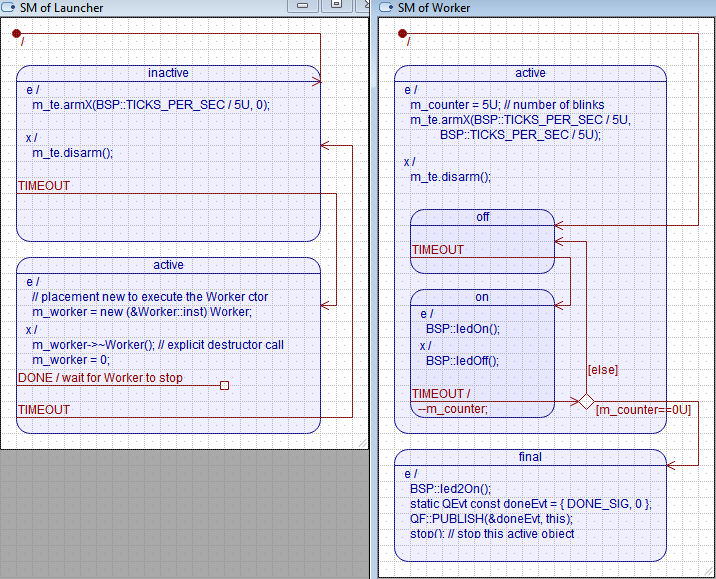 SM of Launcher
/
inactive
e /
m_te.armX(BSP::TICKS_PER_SEC / 5U, 0);
x /
m_te.disarm();
TIMEOUT
active
e /
// placement new to execute the Worker ctor
m_worker = new (&Worker::inst) Worker;
x /
m_worker->~Worker(); // explicit destructor call
m_worker = 0;
DONE / wait for Worker to stop
TIMEOUT
SM of Worker
/
active
e /
m_counter = 5U; // number of blinks
m_te.armX(BSP::TICKS_PER_SEC / 5U,
BSP::TICKS_PER_SEC / 5U);
x /
m_te.disarm();
off
TIMEOUT
on
e /
BSP::ledOn();
x /
BSP::ledOff();
[else]
TIMEOUT /
--m_counter;
[m_counter==0U]
final
e /
BSP::led2On();
static QEvt const doneEvt = { DONE_SIG, 0 };
QF::PUBLISH(&doneEvt, this);
stop(); // stop this active object